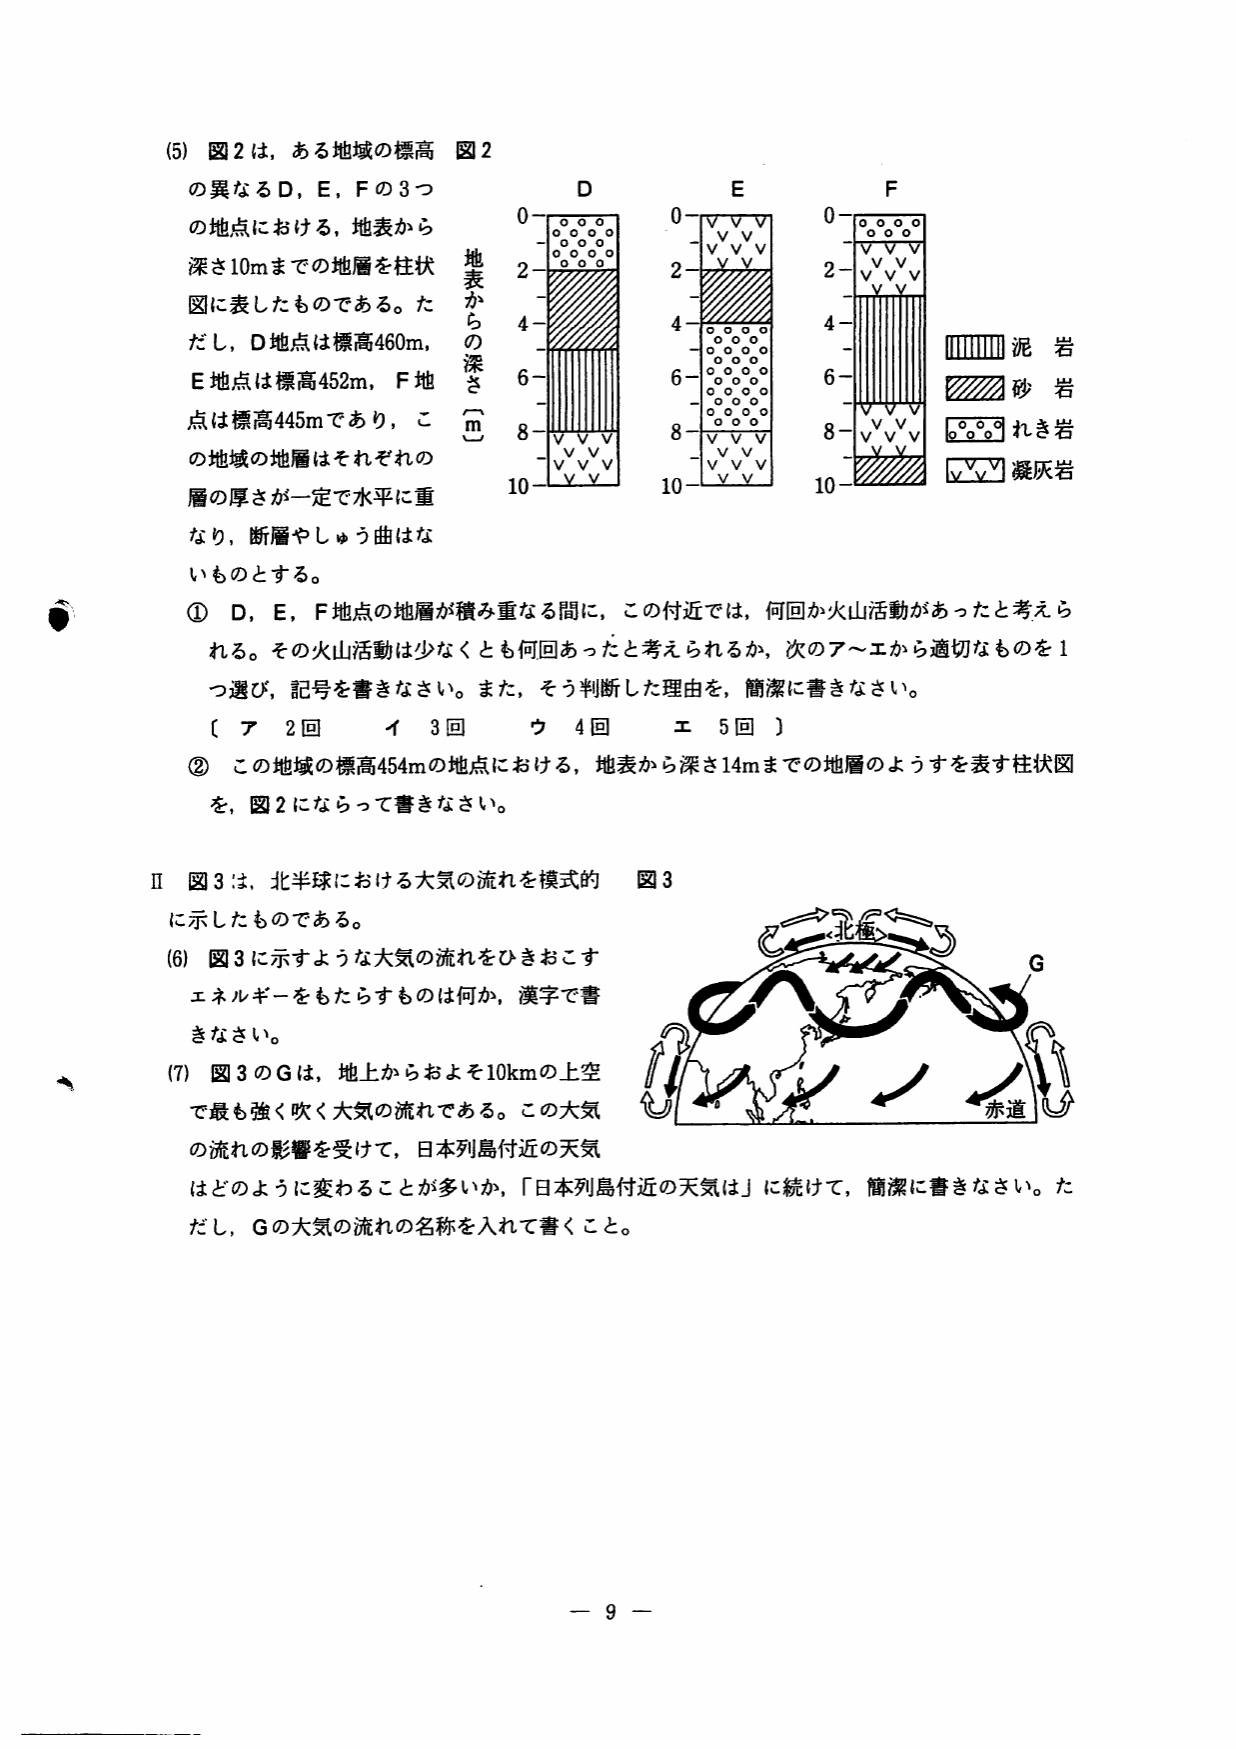 (5) 図2は，ある地域の標高
の異なるD，E，Fの3つ
の地点における，地表から
深さ10mまでの地層を柱状
図に表したものである。た
だし，D地点は標高460m，
E地点は標高452m，F地
点は標高445mであり，こ
の地域の地層はそれぞれの
層の厚さが一定で水平に重
なり，断層やしゅう曲はな
いものとする。
図2
D E F
地表からの深さ〔m〕
0 2 4 6 8 10
0 2 4 6 8 10
0 2 4 6 8 10
泥岩
砂岩
れき岩
凝灰岩
① D，E，F地点の地層が積み重なる間に，この付近では，何回か火山活動があったと考えら
れる。その火山活動は少なくとも何回あったと考えられるか，次のア～エから適切なものを1
つ選び，記号を書きなさい。また，そう判断した理由を，簡潔に書きなさい。
〔 ア 2回 イ 3回 ウ 4回 エ 5回 〕
② この地域の標高454mの地点における，地表から深さ14mまでの地層のようすを表す柱状図
を，図2にならって書きなさい。
Ⅱ 図3は，北半球における大気の流れを模式的
に示したものである。
(6) 図3に示すような大気の流れをひきおこす
エネルギーをもたらすものは何か，漢字で書
きなさい。
(7) 図3のGは，地上からおよそ10kmの上空
で最も強く吹く大気の流れである。この大気
の流れの影響を受けて，日本列島付近の天気
はどのように変わることが多いか，「日本列島付近の天気は」に続けて，簡潔に書きなさい。た
だし，Gの大気の流れの名称を入れて書くこと。
図3
北極
G
赤道
— 9 —